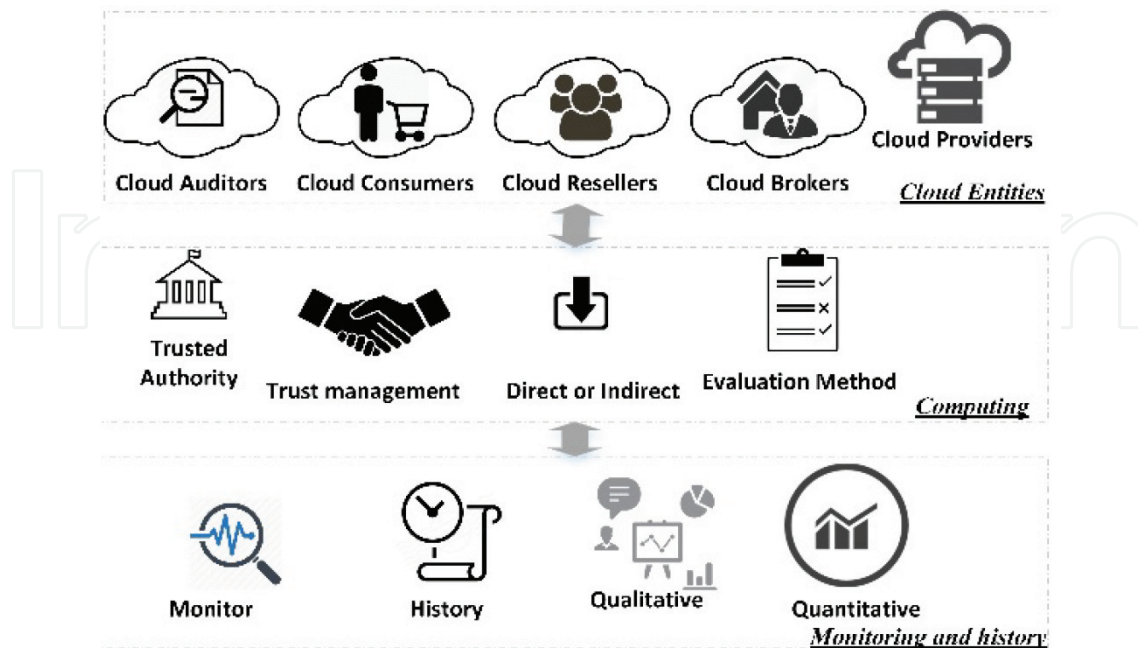 Cloud Providers
Cloud Auditors Cloud Consumers Cloud Resellers Cloud Brokers
Cloud Entities
Trusted
Authority
Trust management
Direct or Indirect
Evaluation Method
Computing
Monitor
History
Qualitative
Quantitative
Monitoring and history